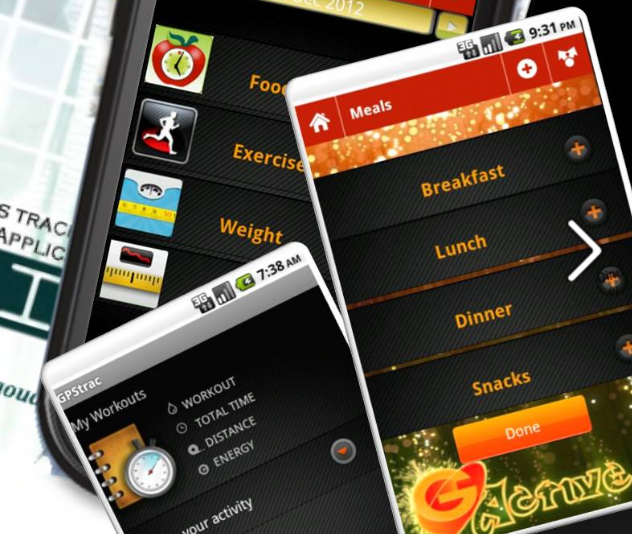 Dec 2012
Food
Exercise
Weight
S TRAC
APPLIC
9:31 PM
3G
Meals
Breakfast
Lunch
Dinner
Snacks
Done
G Active
7:38 AM
3G
GPStrac
My Workouts
WORKOUT
TOTAL TIME
DISTANCE
ENERGY
your activity